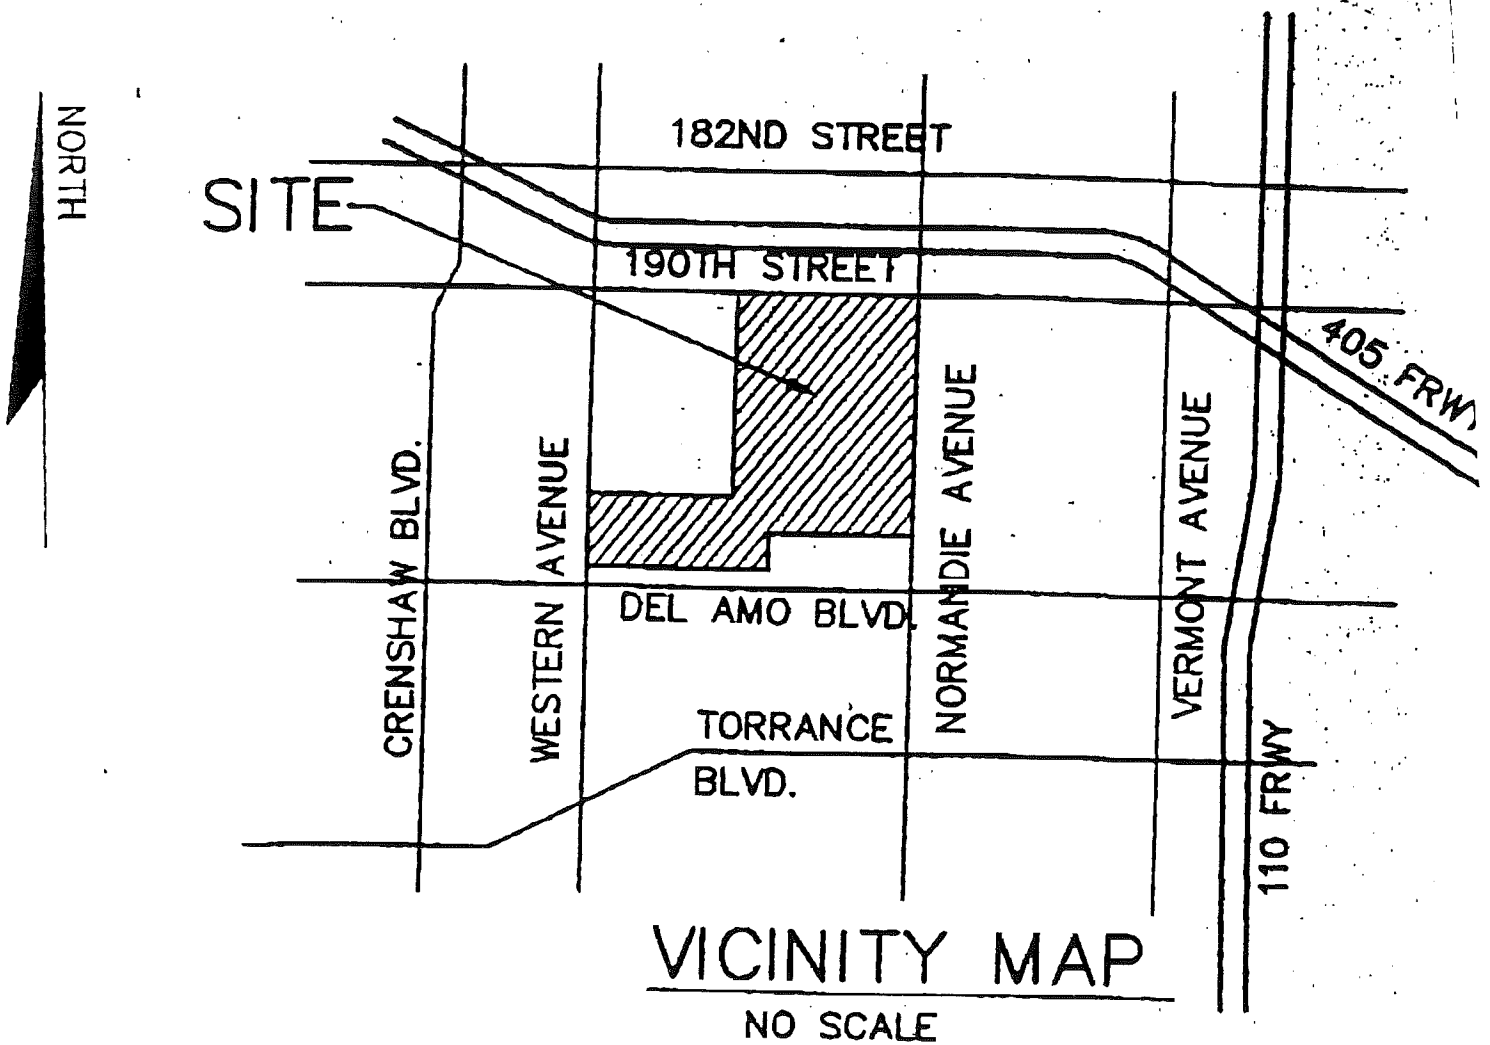 NORTH
182ND STREET
SITE
190TH STREET
405 FRWY
CRENSHAW BLVD.
WESTERN AVENUE
NORMANDIE AVENUE
VERMONT AVENUE
DEL AMO BLVD.
TORRANCE
BLVD.
110 FRWY
VICINITY MAP
NO SCALE